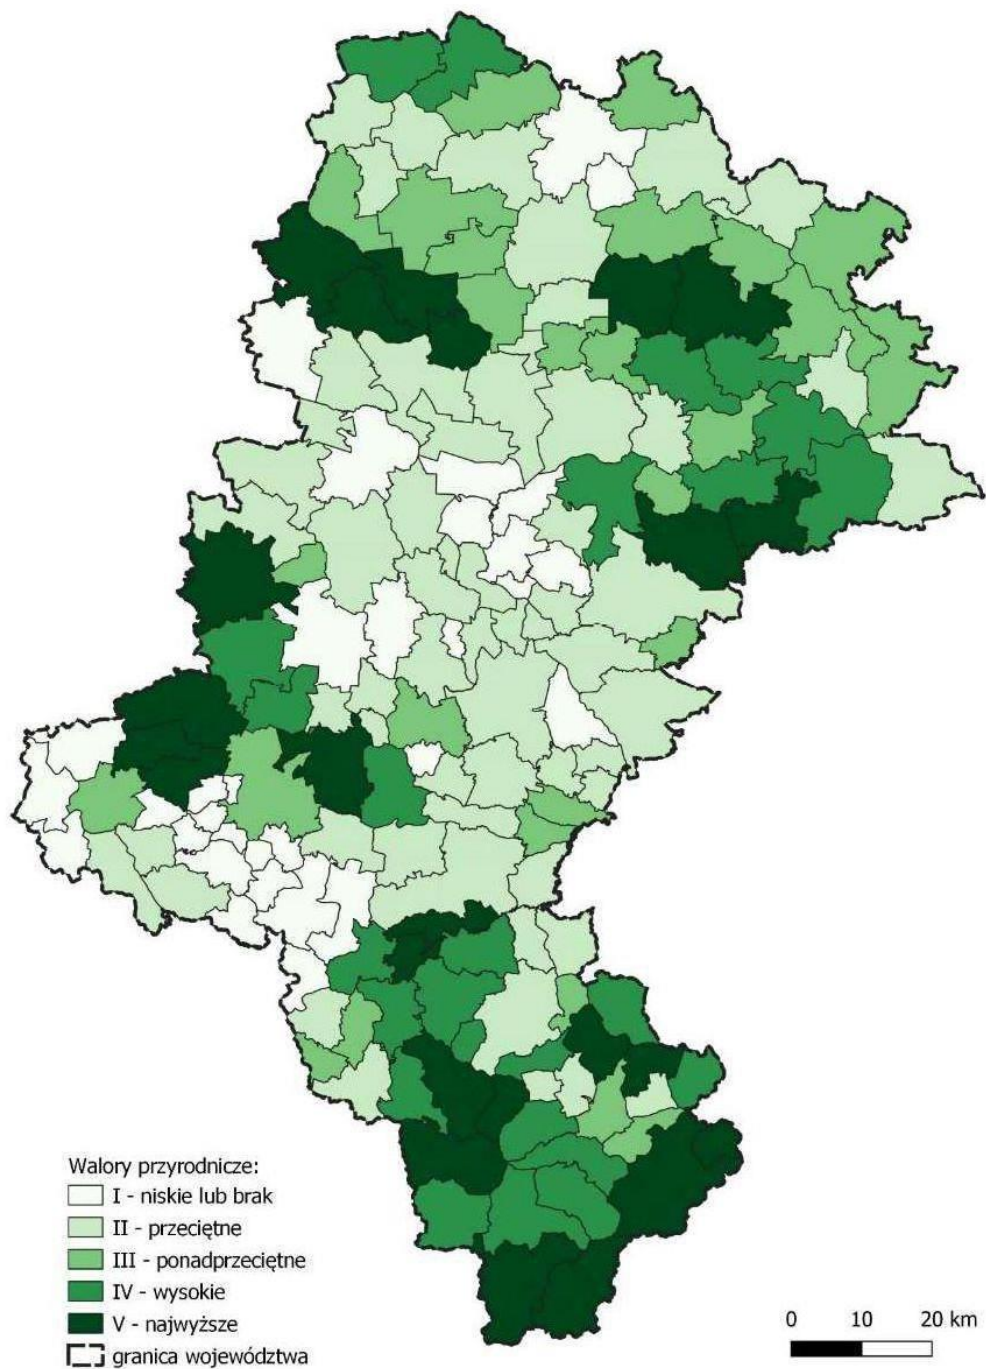 Walory przyrodnicze:
I - niskie lub brak
II - przeciętne
III - ponadprzeciętne
IV - wysokie
V - najwyższe
granica województwa
0 10 20 km